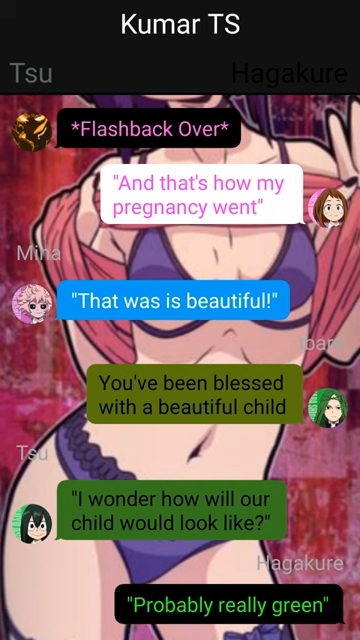 Kumar TS
Tsu
Hagakure
*Flashback Over*
"And that's how my
pregnancy went"
Mina
"That was is beautiful!"
Ibara
You've been blessed
with a beautiful child
Tsu
"I wonder how will our
child would look like?"
Hagakure
"Probably really green"